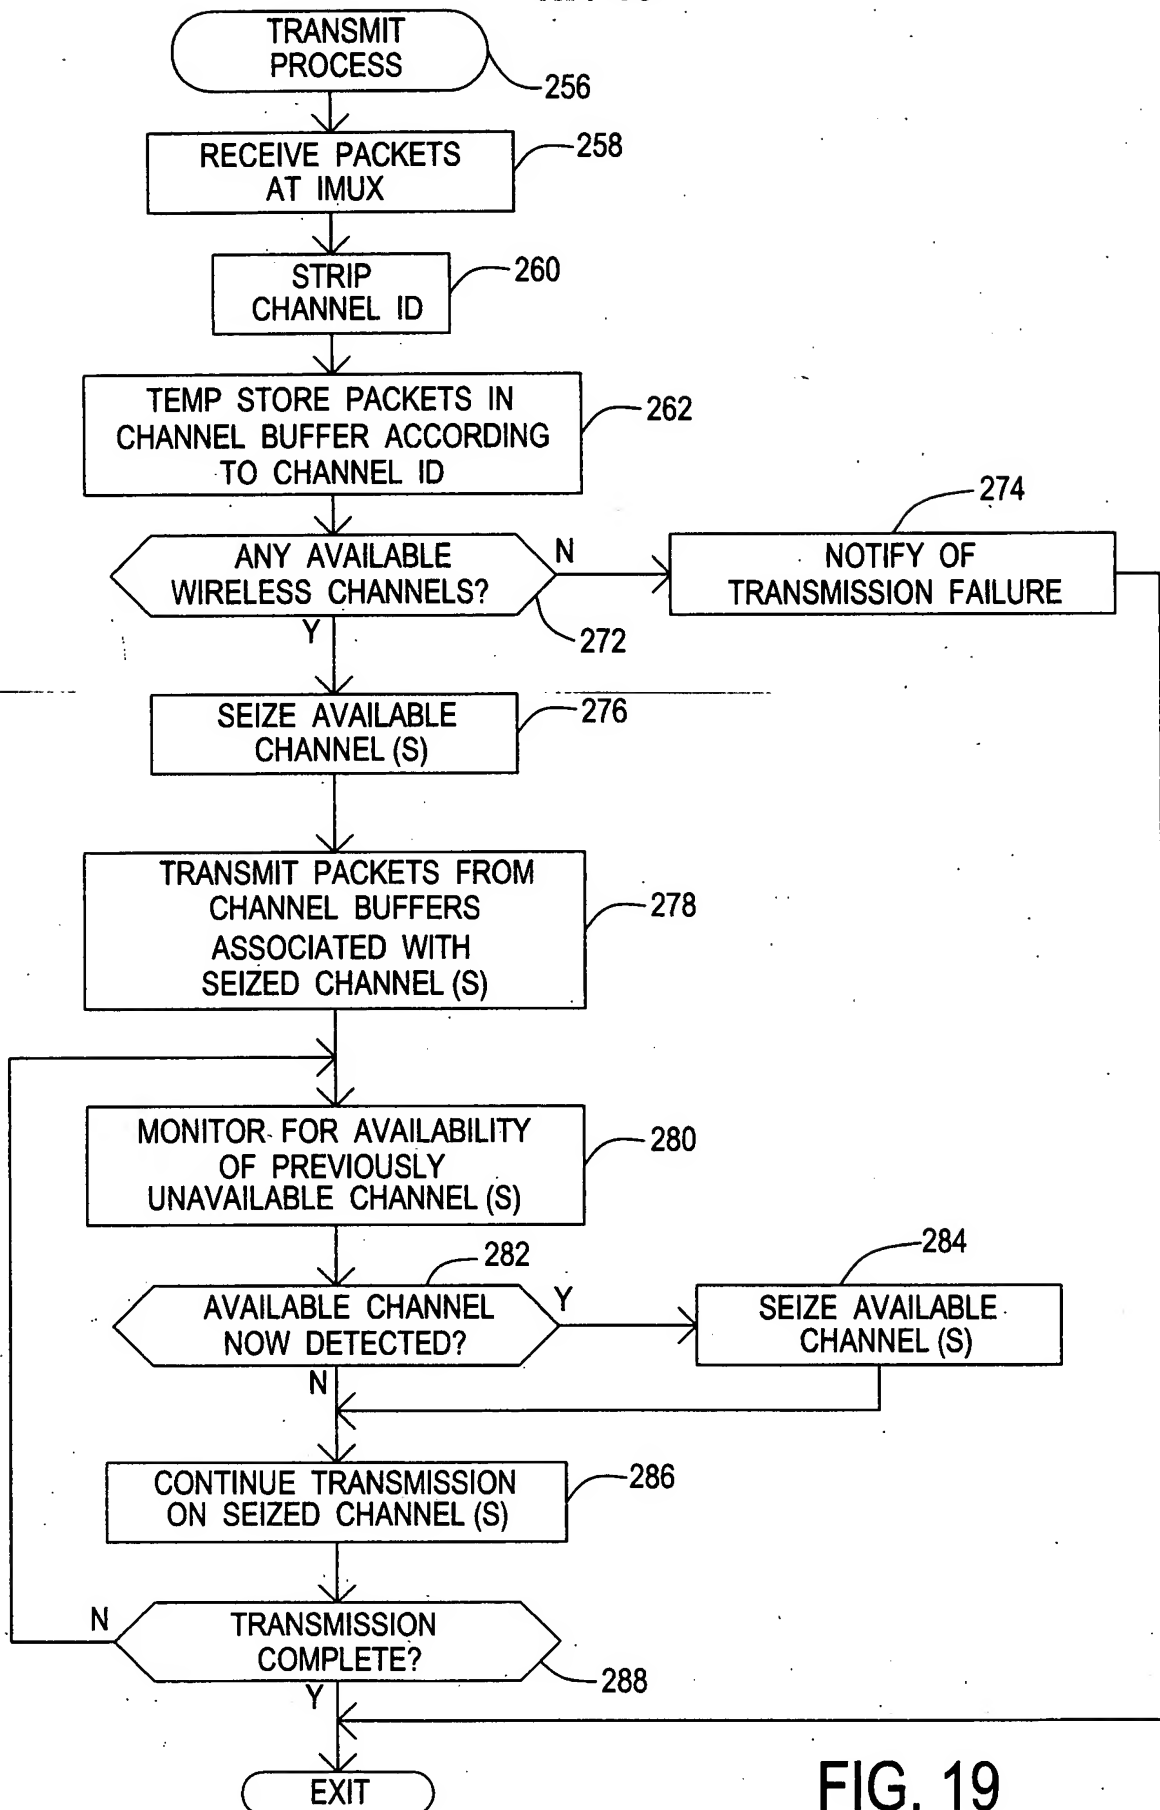 TRANSMIT
PROCESS
256
RECEIVE PACKETS
AT IMUX
258
STRIP
CHANNEL ID
260
TEMP STORE PACKETS IN
CHANNEL BUFFER ACCORDING
TO CHANNEL ID
262
ANY AVAILABLE
WIRELESS CHANNELS?
272
N
Y
NOTIFY OF
TRANSMISSION FAILURE
274
SEIZE AVAILABLE
CHANNEL (S)
276
TRANSMIT PACKETS FROM
CHANNEL BUFFERS
ASSOCIATED WITH
SEIZED CHANNEL (S)
278
MONITOR FOR AVAILABILITY
OF PREVIOUSLY
UNAVAILABLE CHANNEL (S)
280
AVAILABLE CHANNEL
NOW DETECTED?
282
Y
N
SEIZE AVAILABLE
CHANNEL (S)
284
CONTINUE TRANSMISSION
ON SEIZED CHANNEL (S)
286
TRANSMISSION
COMPLETE?
288
N
Y
EXIT
FIG. 19